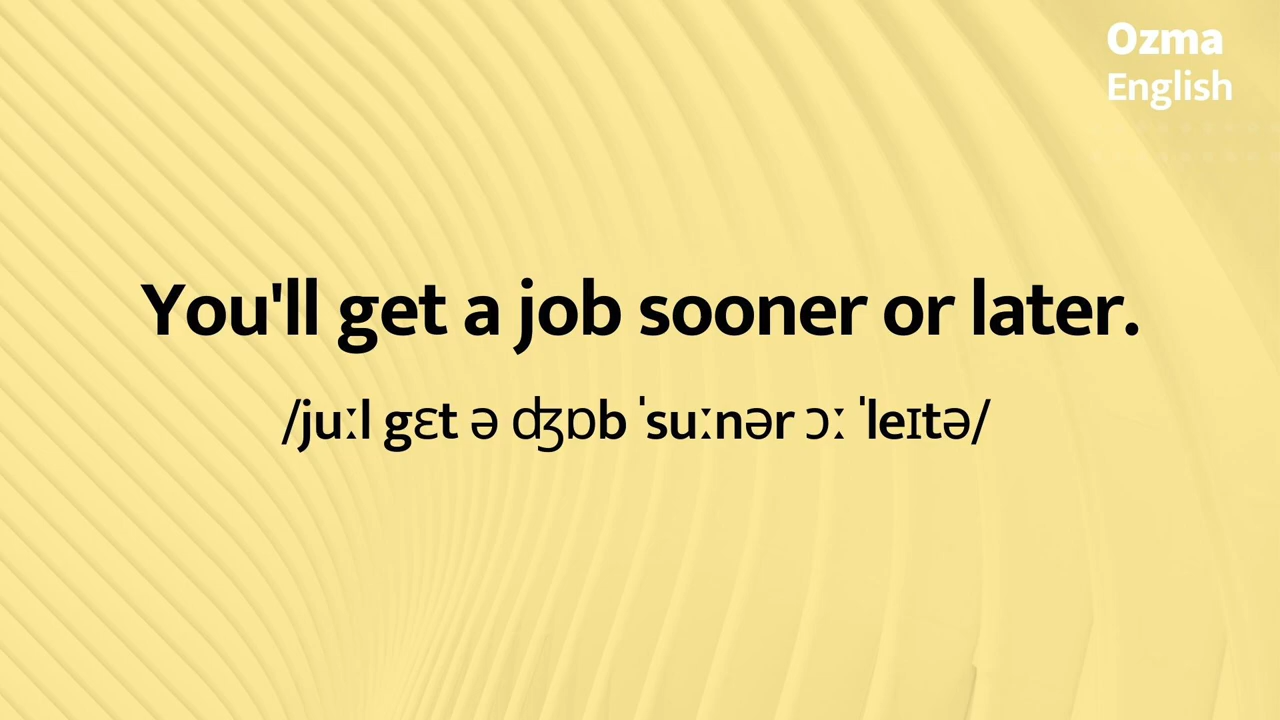 Ozma
English
You'll get a job sooner or later.
/juːl gɛt ə ʤɒb ˈsuːnər ɔː ˈleɪtə/